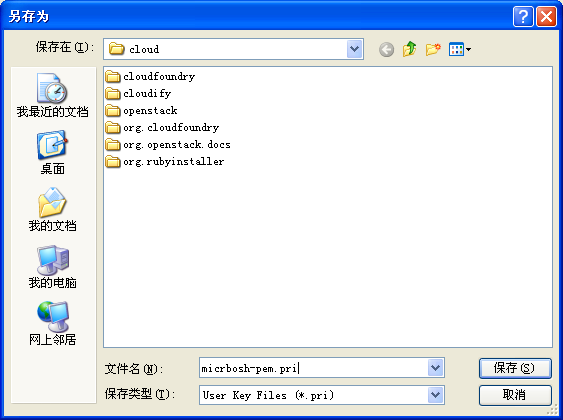 另存为
保存在(I):
cloud
我最近的文档
桌面
我的文档
我的电脑
网上邻居
cloudfoundry
cloudify
openstack
org.cloudfoundry
org.openstack.docs
org.rubyinstaller
文件名(N):
micrbosh-pem.pri
保存(S)
保存类型(T):
User Key Files (*.pri)
取消